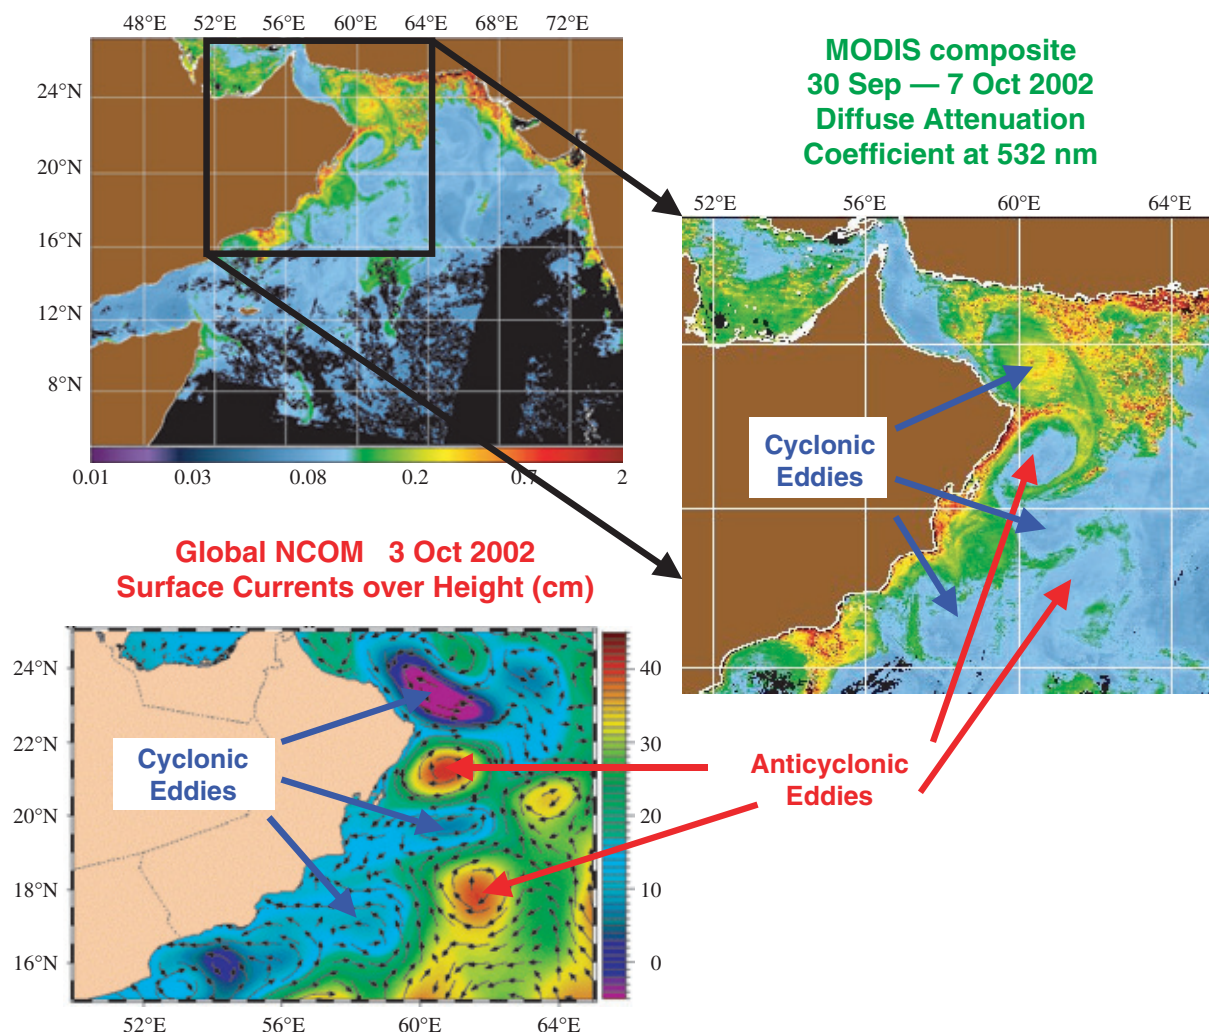 48°E 52°E 56°E 60°E 64°E 68°E 72°E
24°N
20°N
16°N
12°N
8°N
0.01 0.03 0.08 0.2 0.7 2
MODIS composite
30 Sep — 7 Oct 2002
Diffuse Attenuation
Coefficient at 532 nm
52°E 56°E 60°E 64°E
Cyclonic
Eddies
Global NCOM 3 Oct 2002
Surface Currents over Height (cm)
24°N
22°N
20°N
18°N
16°N
52°E 56°E 60°E 64°E
Cyclonic
Eddies
40
30
20
10
0
Anticyclonic
Eddies